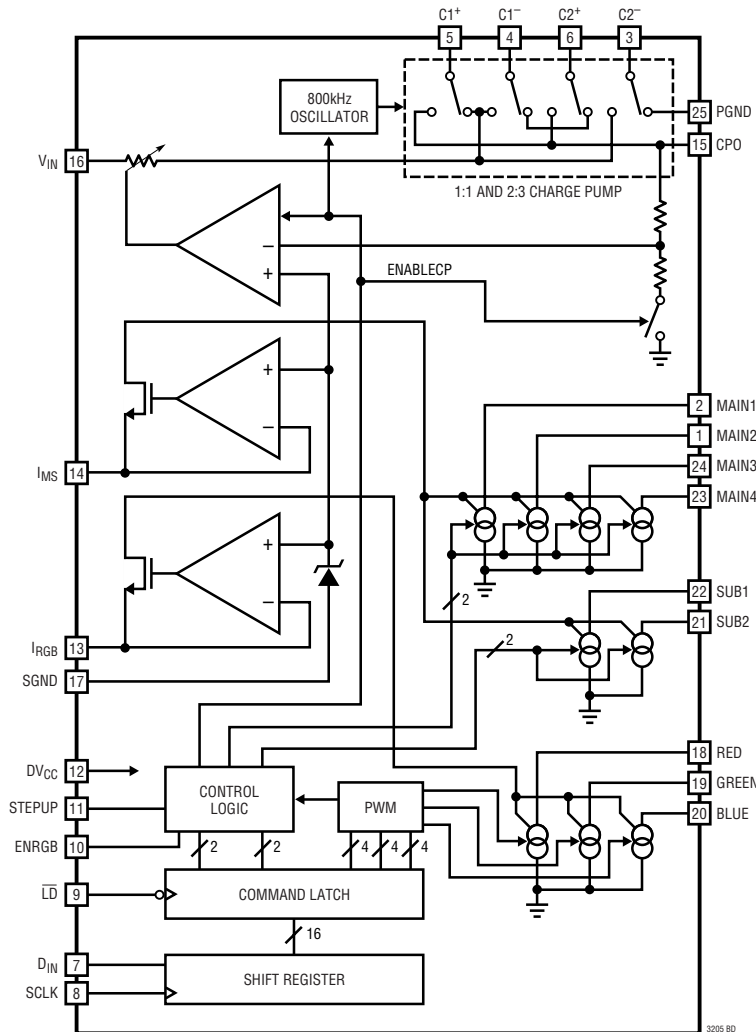 C1+ C1– C2+ C2–
5 4 6 3
800kHz
OSCILLATOR
25 PGND
15 CPO
VIN 16
1:1 AND 2:3 CHARGE PUMP
–
+
ENABLECP
+
–
2 MAIN1
1 MAIN2
24 MAIN3
23 MAIN4
IMS 14
+
–
2
22 SUB1
21 SUB2
2
IRGB 13
SGND 17
18 RED
19 GREEN
20 BLUE
DVCC 12
STEPUP 11
ENRGB 10
CONTROL
LOGIC
PWM
2 2 4 4 4
LD 9
COMMAND LATCH
16
DIN 7
SCLK 8
SHIFT REGISTER
3205 BD